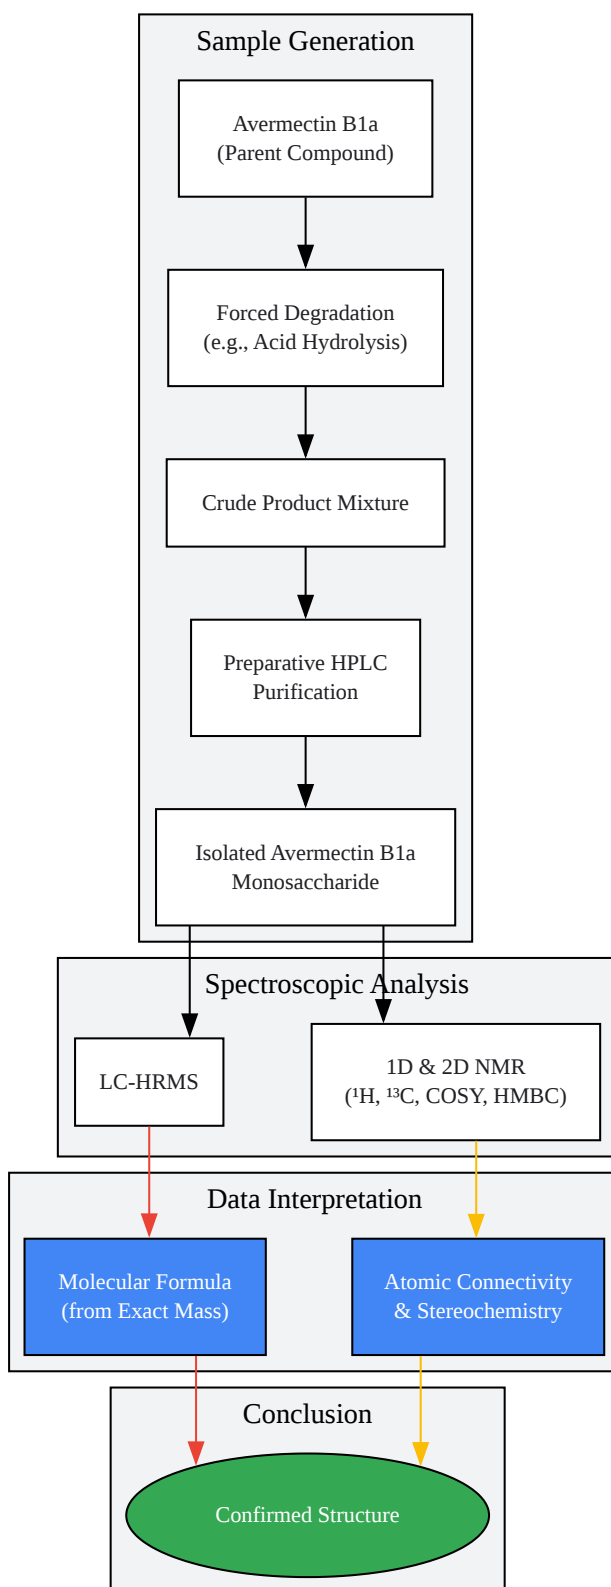 Sample Generation
Avermectin B1a
(Parent Compound)
Forced Degradation
(e.g., Acid Hydrolysis)
Crude Product Mixture
Preparative HPLC
Purification
Isolated Avermectin B1a
Monosaccharide
Spectroscopic Analysis
LC-HRMS
1D & 2D NMR
(¹H, ¹³C, COSY, HMBC)
Data Interpretation
Molecular Formula
(from Exact Mass)
Atomic Connectivity
& Stereochemistry
Conclusion
Confirmed Structure